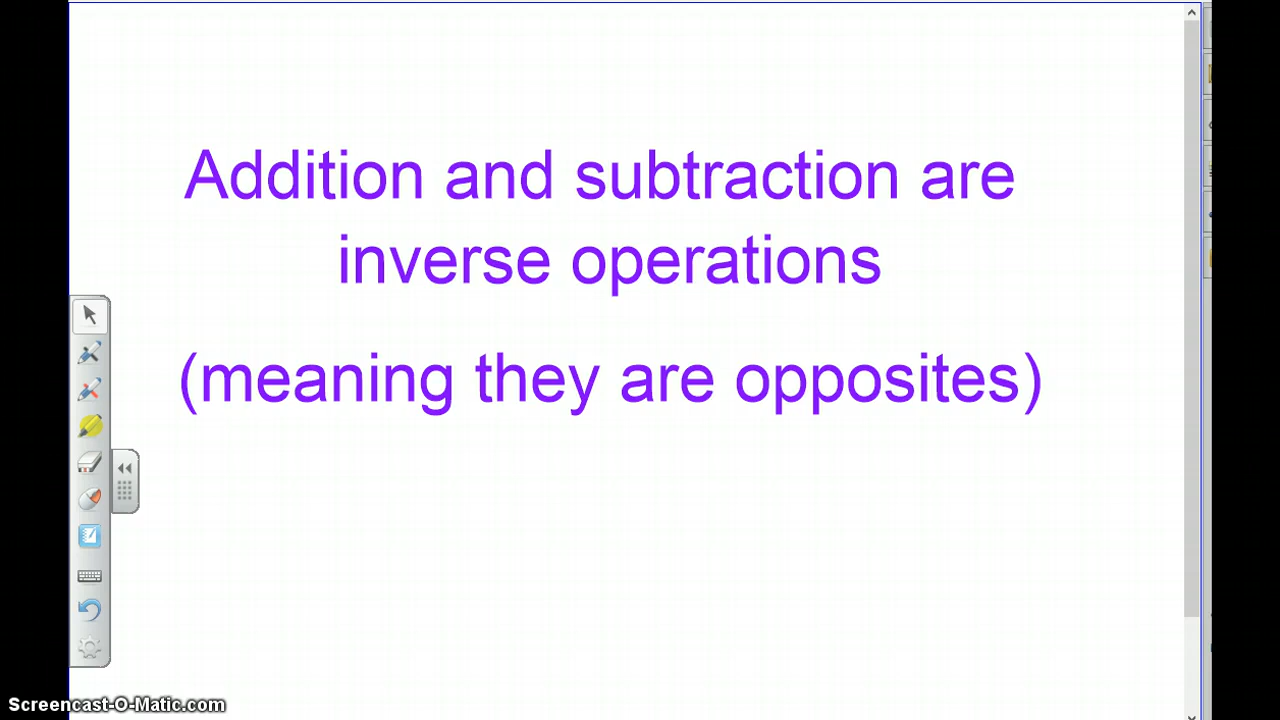 Addition and subtraction are
inverse operations
(meaning they are opposites)
Screencast-O-Matic.com